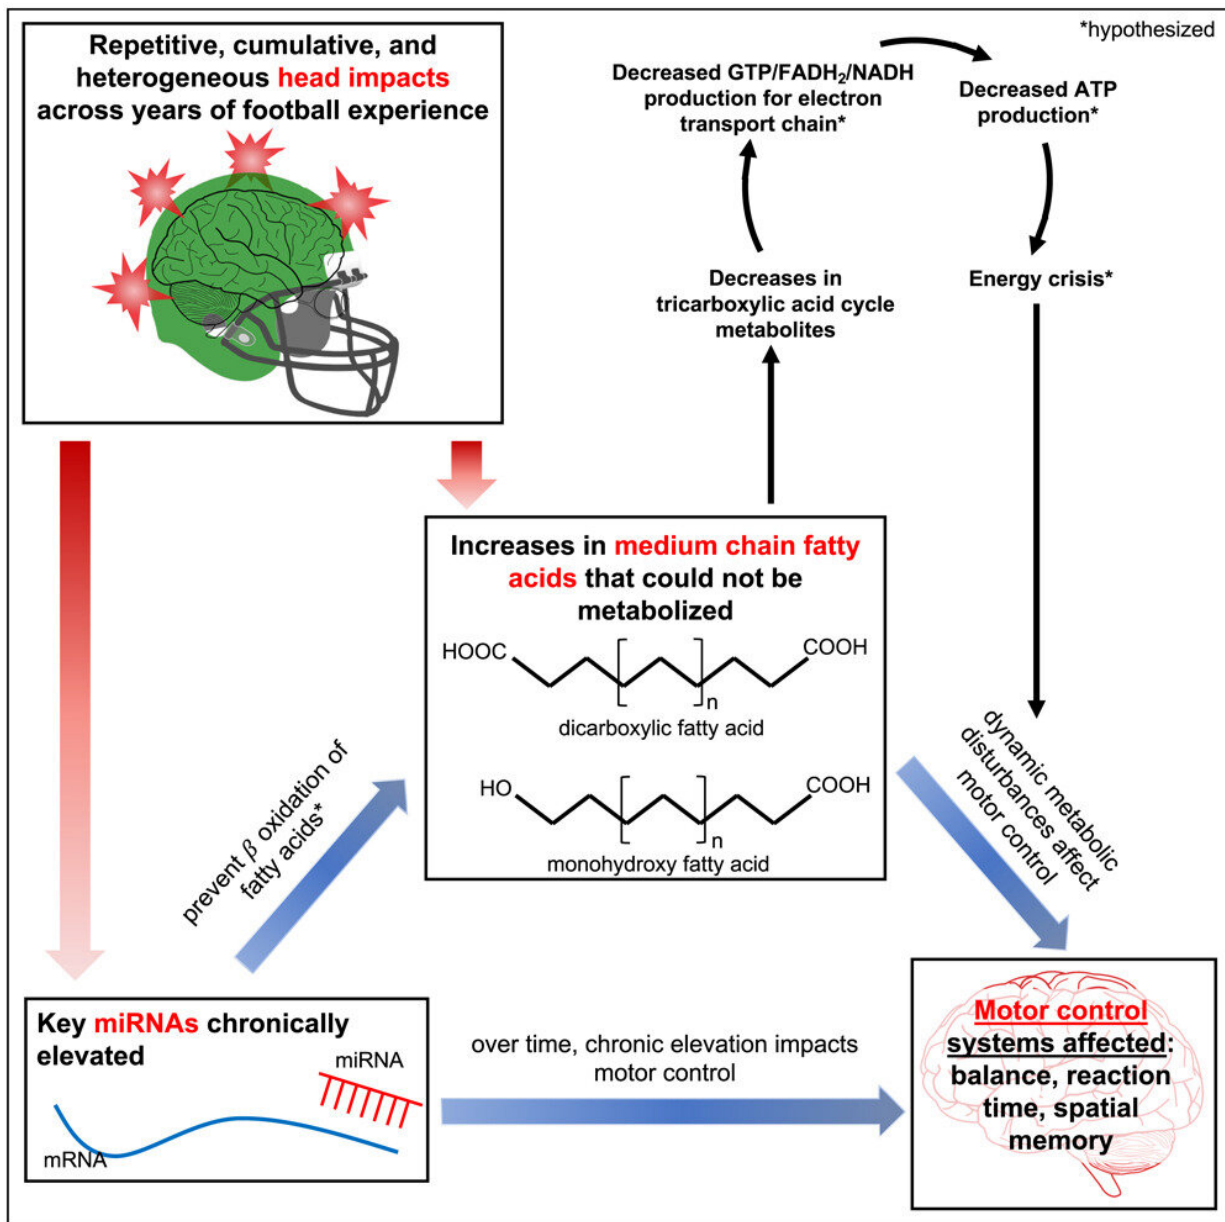 Repetitive, cumulative, and
heterogeneous head impacts
across years of football experience
*hypothesized
Decreased GTP/FADH₂/NADH
production for electron
transport chain*
Decreased ATP
production*
Decreases in
tricarboxylic acid cycle
metabolites
Energy crisis*
Increases in medium chain fatty
acids that could not be
metabolized
HOOC
COOH
n
dicarboxylic fatty acid
HO
COOH
n
monohydroxy fatty acid
prevent β oxidation of
fatty acids*
dynamic metabolic
disturbances affect
motor control
Key miRNAs chronically
elevated
miRNA
mRNA
over time, chronic elevation impacts
motor control
Motor control
systems affected:
balance, reaction
time, spatial
memory